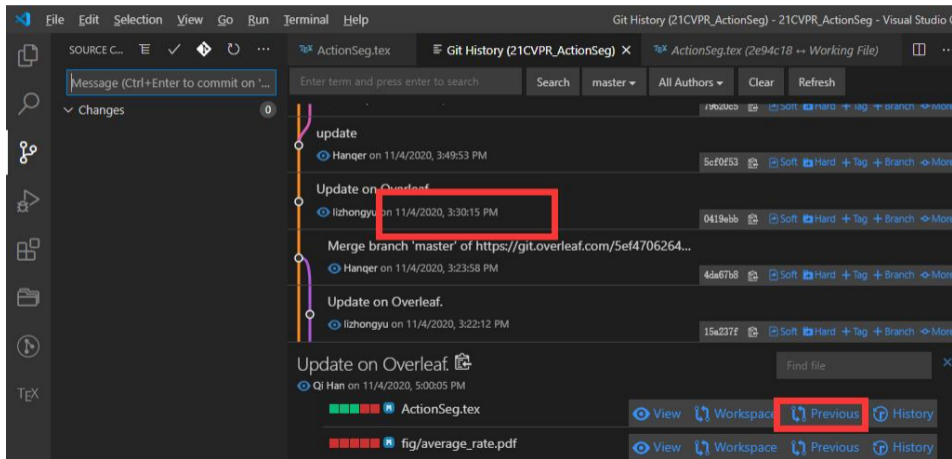 File Edit Selection View Go Run Terminal Help Git History (21CVPR_ActionSeg) - 21CVPR_ActionSeg - Visual Studio
SOURCE C...
TEX ActionSeg.tex Git History (21CVPR_ActionSeg) × TEX ActionSeg.tex (2e94c18 ↔ Working File)
Message (Ctrl+Enter to commit on '...
Enter term and press enter to search Search master All Authors Clear Refresh
Changes 0
Soft Hard + Tag + Branch More
update
Hanqer on 11/4/2020, 3:49:53 PM
5cf0f53 Soft Hard + Tag + Branch More
Update on Overleaf.
lizhongyu on 11/4/2020, 3:30:15 PM
0419ebb Soft Hard + Tag + Branch More
Merge branch 'master' of https://git.overleaf.com/5ef4706264...
Hanqer on 11/4/2020, 3:23:58 PM
4da67b8 Soft Hard + Tag + Branch More
Update on Overleaf.
lizhongyu on 11/4/2020, 3:22:12 PM
15a237f Soft Hard + Tag + Branch More
Update on Overleaf.
Find file ×
Qi Han on 11/4/2020, 5:00:05 PM
TEX
M ActionSeg.tex View Workspace Previous History
M fig/average_rate.pdf View Workspace Previous History